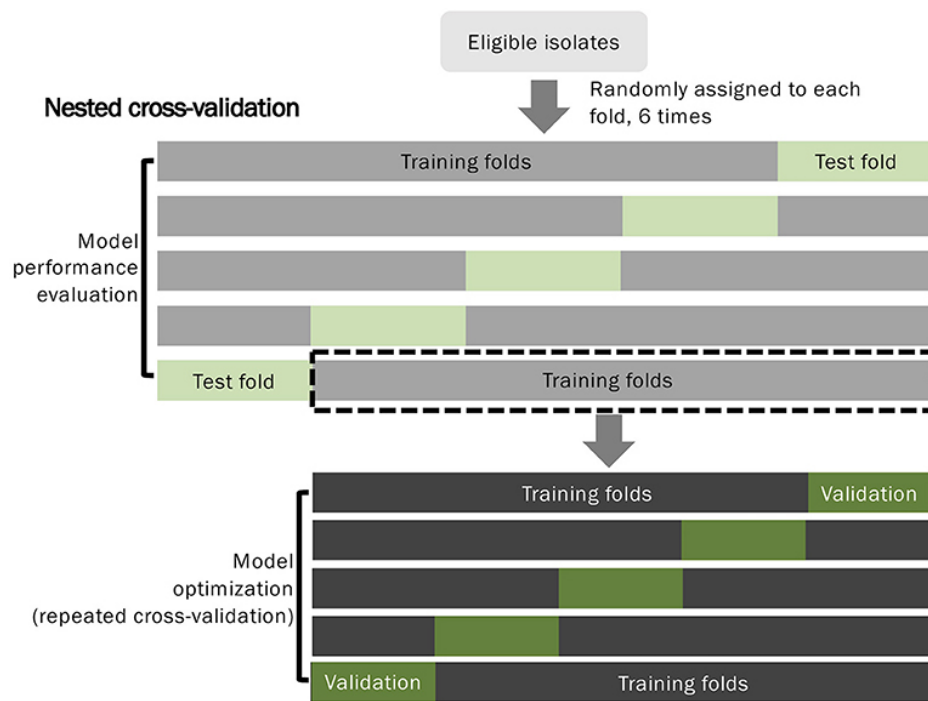 Eligible isolates
Randomly assigned to each
fold, 6 times
Nested cross-validation
Training folds
Test fold
Model
performance
evaluation
Test fold
Training folds
Training folds
Validation
Model
optimization
(repeated cross-validation)
Validation
Training folds